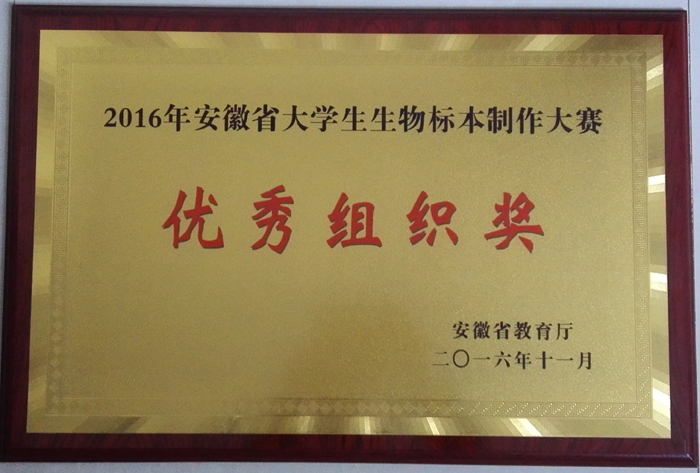 2016年安徽省大学生生物标本制作大赛
优秀组织奖
安徽省教育厅
二〇一六年十一月